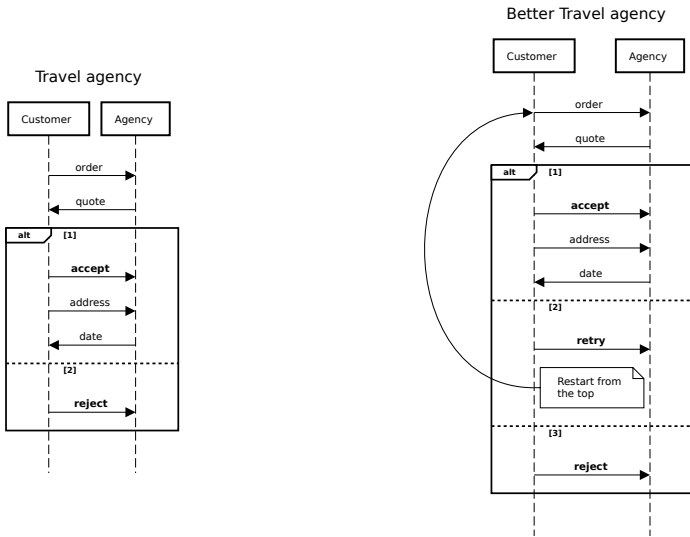 Travel agency
Customer
Agency
order
quote
alt
[1]
accept
address
date
[2]
reject
Better Travel agency
Customer
Agency
order
quote
alt
[1]
accept
address
date
[2]
retry
Restart from
the top
[3]
reject